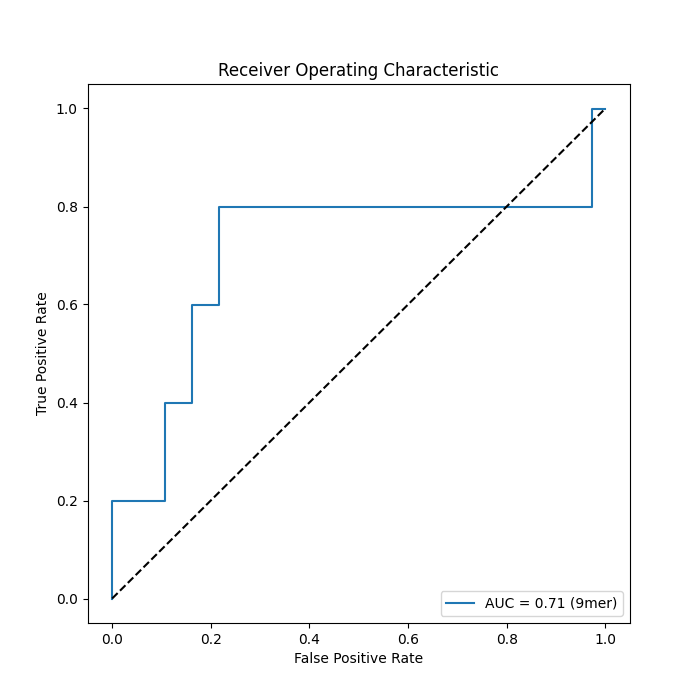 Receiver Operating Characteristic
1.0
0.8
0.6
0.4
0.2
0.0
True Positive Rate
AUC = 0.71 (9mer)
0.0 0.2 0.4 0.6 0.8 1.0
False Positive Rate